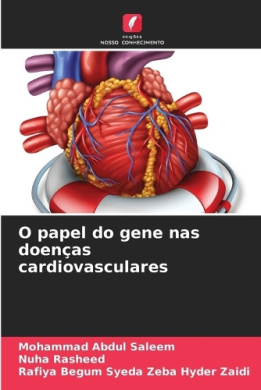 edições
NOSSO CONHECIMENTO
O papel do gene nas
doenças
cardiovasculares
Mohammad Abdul Saleem
Nuha Rasheed
Rafiya Begum Syeda Zeba Hyder Zaidi